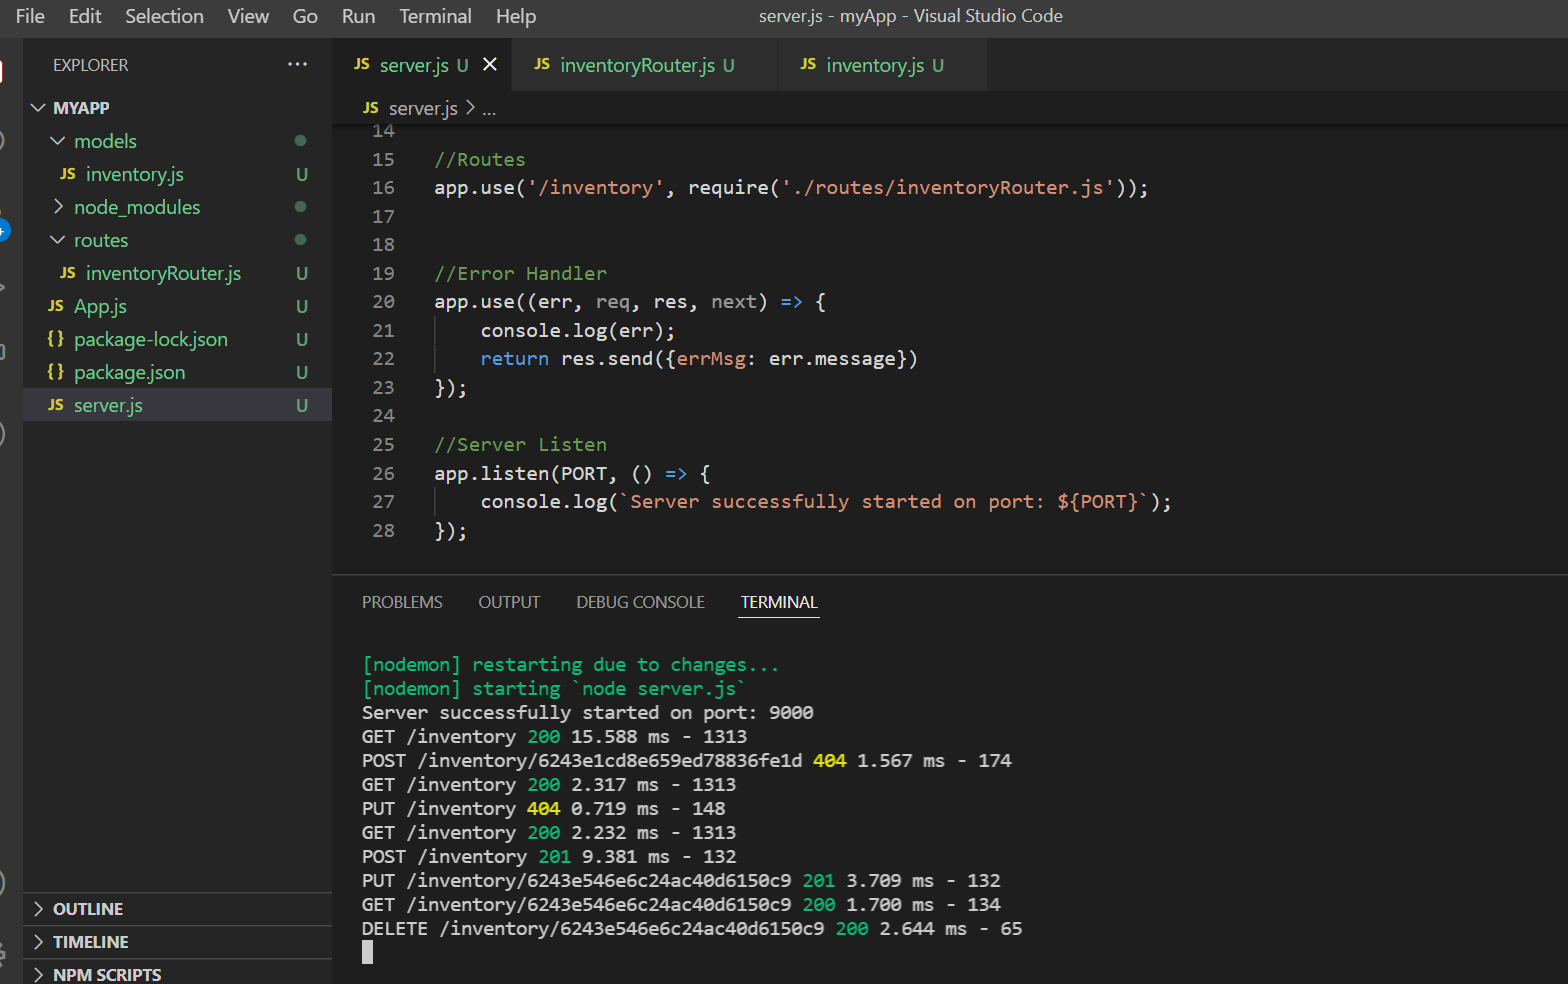 File Edit Selection View Go Run Terminal Help server.js - myApp - Visual Studio Code
EXPLORER ...
MYAPP
models
JS inventory.js U
node_modules
routes
JS inventoryRouter.js U
JS App.js U
{} package-lock.json U
{} package.json U
JS server.js U
OUTLINE
TIMELINE
NPM SCRIPTS
JS server.js U JS inventoryRouter.js U JS inventory.js U
JS server.js > ...
14
15 //Routes
16 app.use('/inventory', require('./routes/inventoryRouter.js'));
17
18
19 //Error Handler
20 app.use((err, req, res, next) => {
21 console.log(err);
22 return res.send({errMsg: err.message})
23 });
24
25 //Server Listen
26 app.listen(PORT, () => {
27 console.log(`Server successfully started on port: ${PORT}`);
28 });
PROBLEMS OUTPUT DEBUG CONSOLE TERMINAL
[nodemon] restarting due to changes...
[nodemon] starting `node server.js`
Server successfully started on port: 9000
GET /inventory 200 15.588 ms - 1313
POST /inventory/6243e1cd8e659ed78836fe1d 404 1.567 ms - 174
GET /inventory 200 2.317 ms - 1313
PUT /inventory 404 0.719 ms - 148
GET /inventory 200 2.232 ms - 1313
POST /inventory 201 9.381 ms - 132
PUT /inventory/6243e546e6c24ac40d6150c9 201 3.709 ms - 132
GET /inventory/6243e546e6c24ac40d6150c9 200 1.700 ms - 134
DELETE /inventory/6243e546e6c24ac40d6150c9 200 2.644 ms - 65